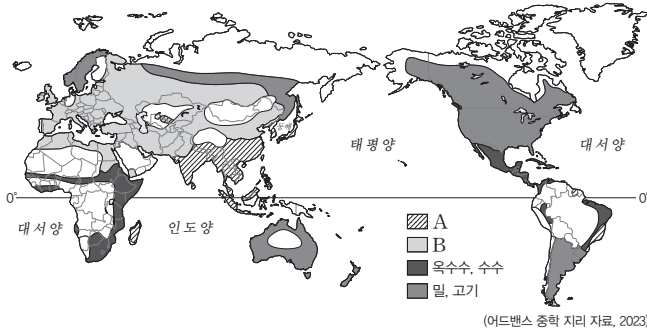 태평양
대서양
0°
0°
대서양
인도양
A
B
옥수수, 수수
밀, 고기
(어드밴스 중학 지리 자료, 2023)